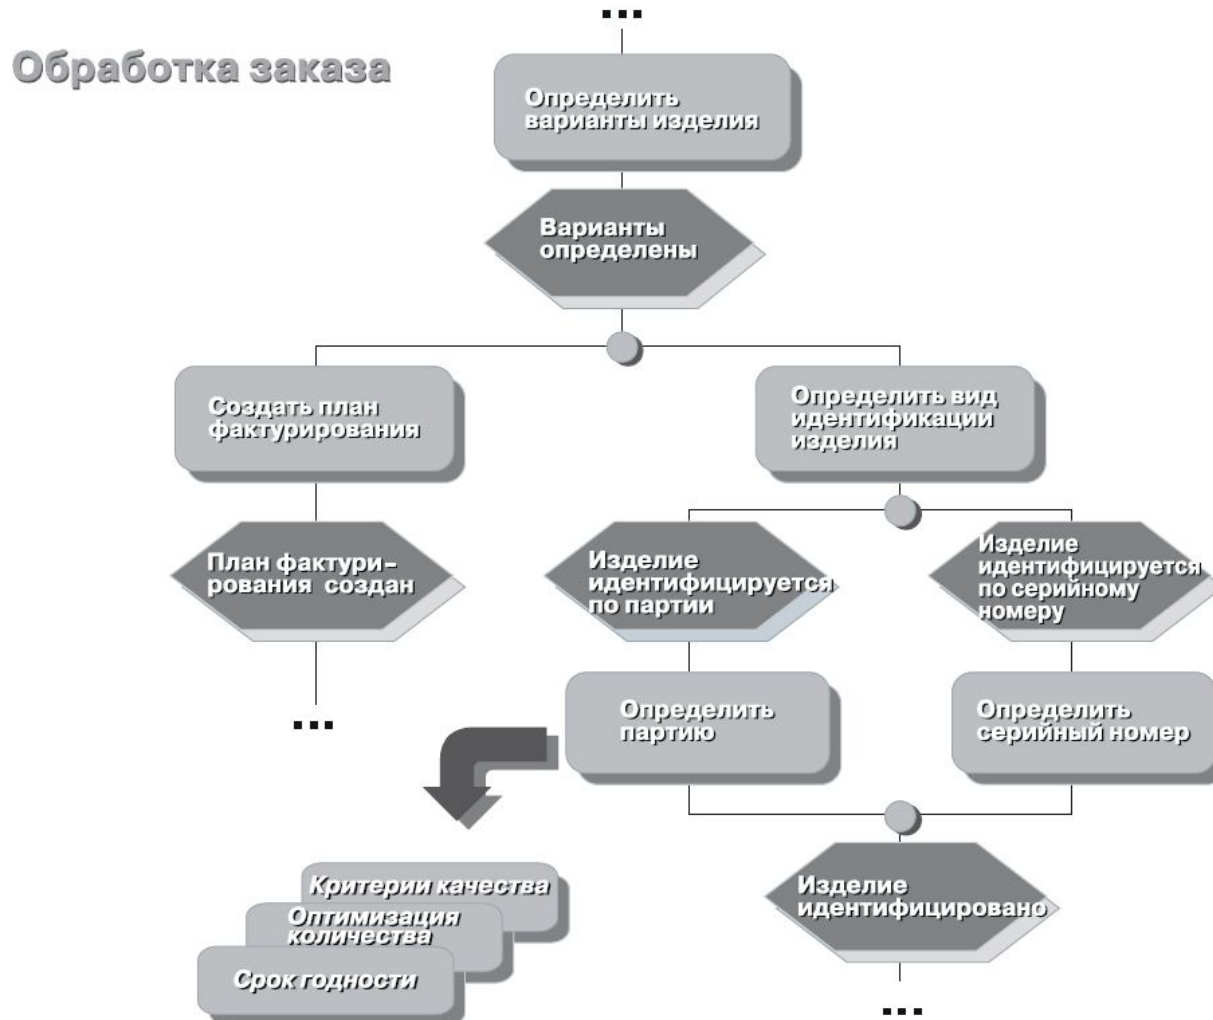 ...
Обработка заказа
Определить
варианты изделия
Варианты
определены
Создать план
фактурирования
Определить вид
идентификации
изделия
План фактури-
рования создан
Изделие
идентифицируется
по партии
Изделие
идентифицируется
по серийному
номеру
...
Определить
партию
Определить
серийный номер
Критерии качества
Оптимизация
количества
Срок годности
Изделие
идентифицировано
...